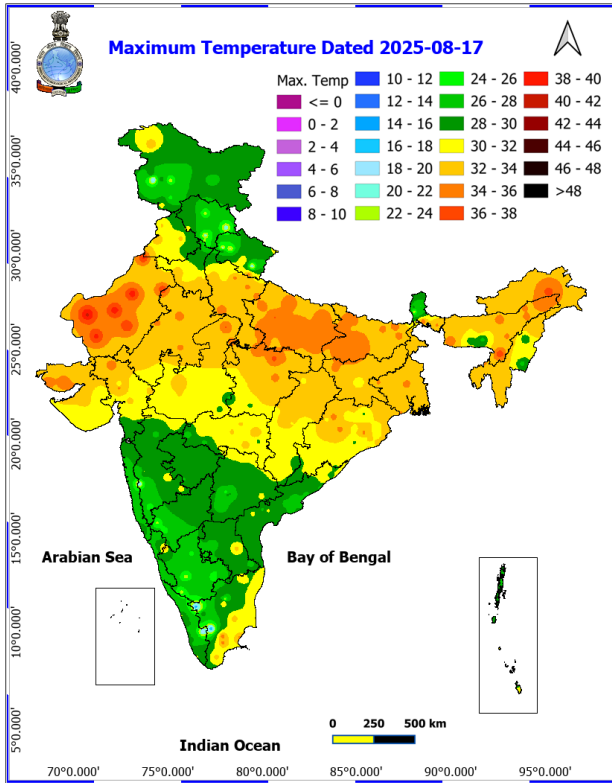 Maximum Temperature Dated 2025-08-17
Max. Temp
<= 0
0 - 2
2 - 4
4 - 6
6 - 8
8 - 10
10 - 12
12 - 14
14 - 16
16 - 18
18 - 20
20 - 22
22 - 24
24 - 26
26 - 28
28 - 30
30 - 32
32 - 34
34 - 36
36 - 38
38 - 40
40 - 42
42 - 44
44 - 46
46 - 48
>48
40°0.000'
35°0.000'
30°0.000'
25°0.000'
20°0.000'
15°0.000'
10°0.000'
5°0.000'
Arabian Sea
Bay of Bengal
0 250 500 km
Indian Ocean
70°0.000' 75°0.000' 80°0.000' 85°0.000' 90°0.000' 95°0.000'